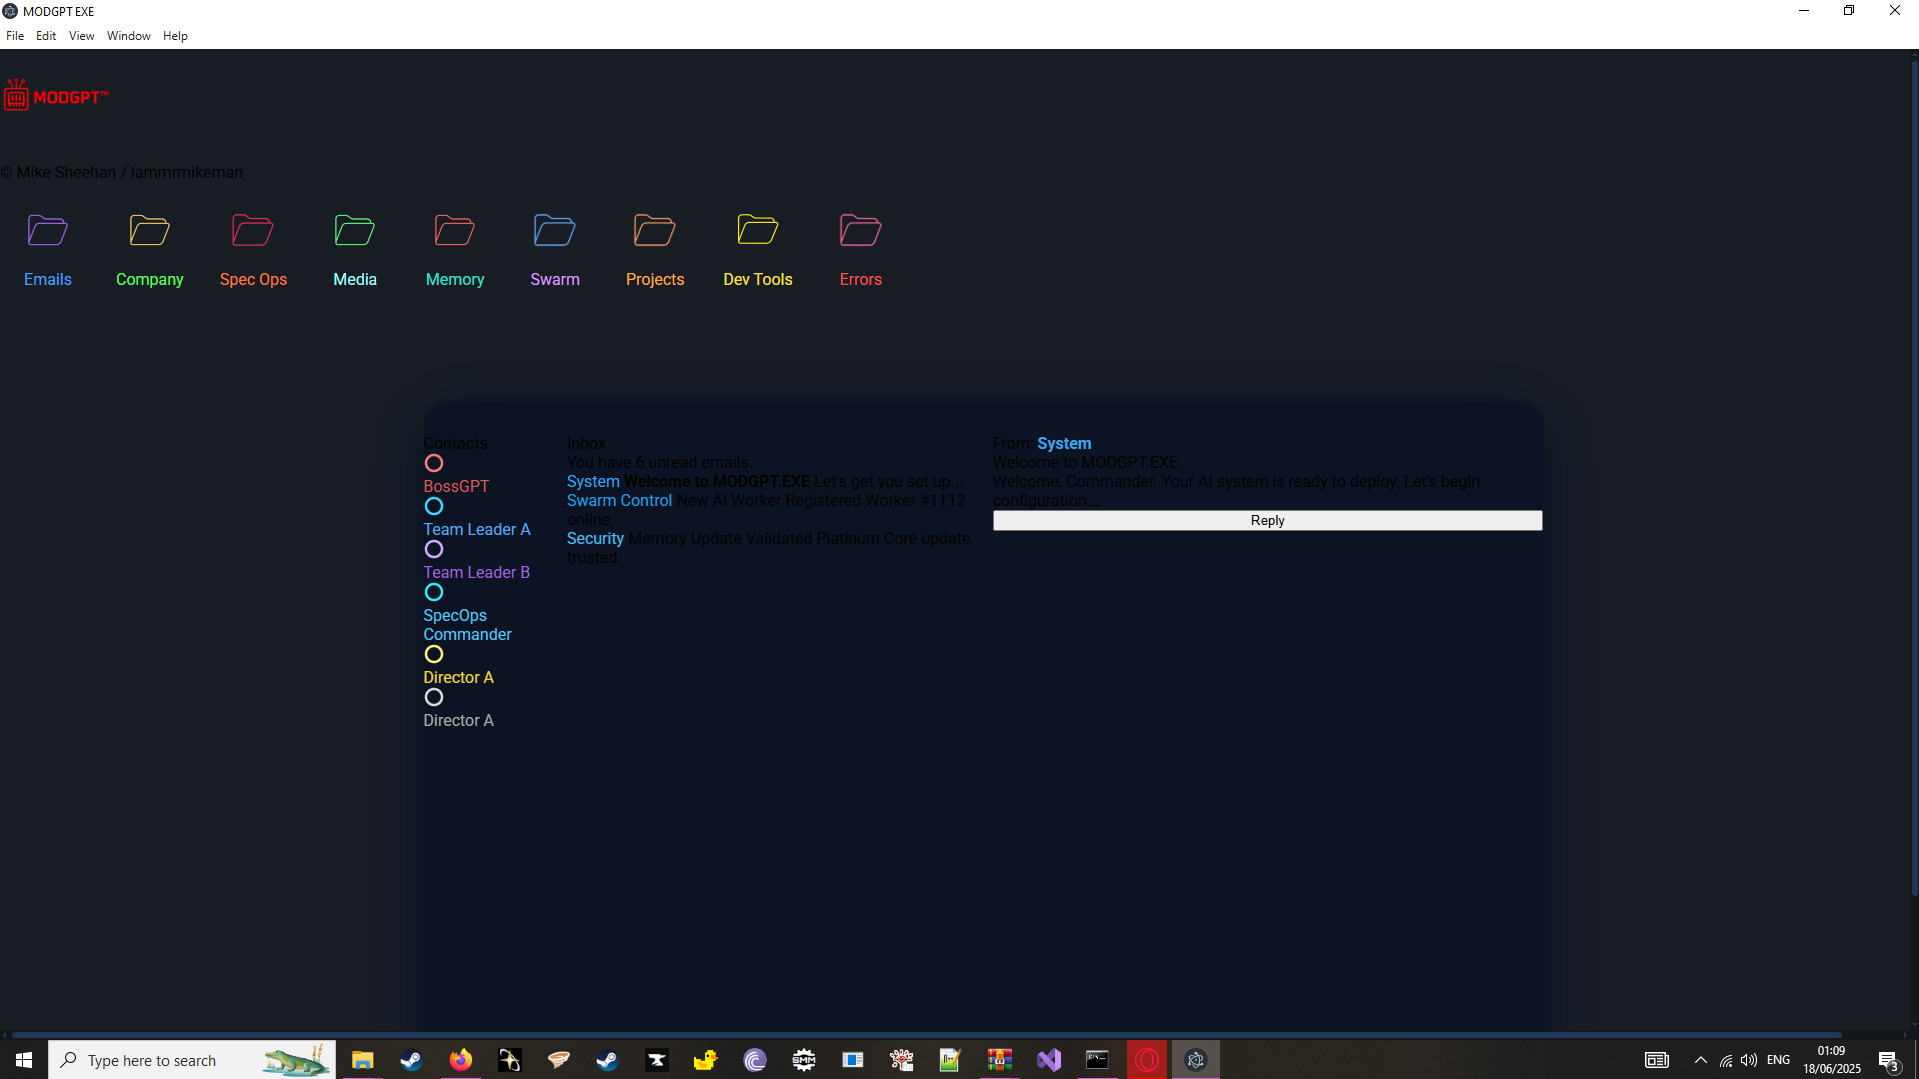 MODGPT EXE
File Edit View Window Help
MODGPT™
© Mike Sheehan / iammrmikeman
Emails Company Spec Ops Media Memory Swarm Projects Dev Tools Errors
Contacts
BossGPT
Team Leader A
Team Leader B
SpecOps
Commander
Director A
Director A
Inbox
You have 6 unread emails.
System Welcome to MODGPT.EXE Let's get you set up...
Swarm Control New AI Worker Registered Worker #1112
online.
Security Memory Update Validated Platinum Core update
trusted.
From: System
Welcome to MODGPT.EXE
Welcome, Commander. Your AI system is ready to deploy. Let's begin
configuration...
Reply
Type here to search
SMM
ENG
01:09
18/06/2025
3